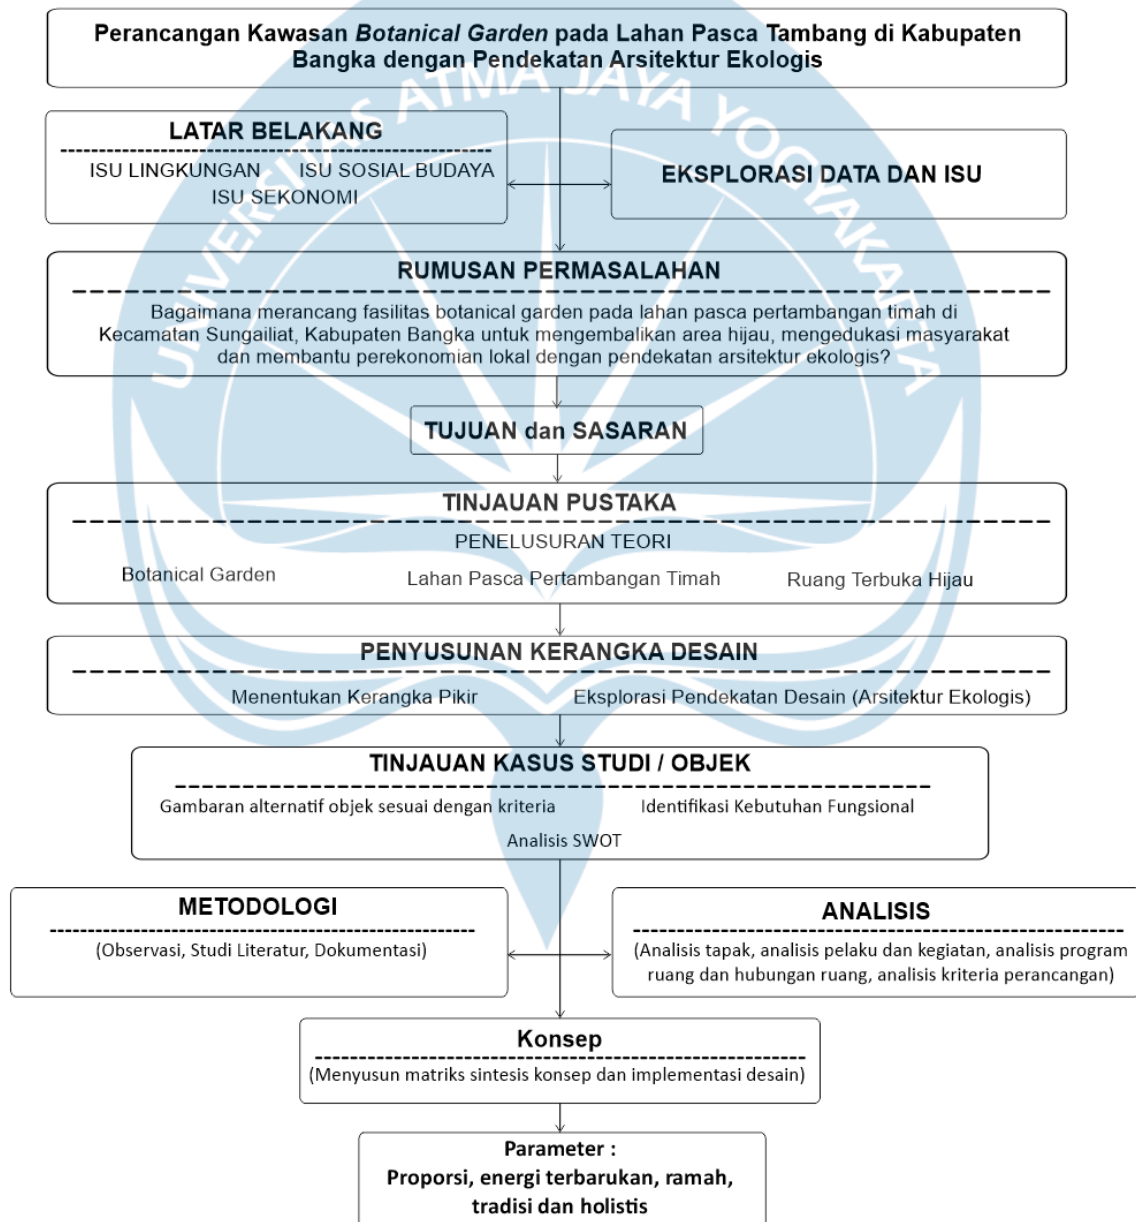 Perancangan Kawasan Botanical Garden pada Lahan Pasca Tambang di Kabupaten
Bangka dengan Pendekatan Arsitektur Ekologis
UNIVERSITAS ATMA JAYA YOGYAKARTA
LATAR BELAKANG
ISU LINGKUNGAN ISU SOSIAL BUDAYA
ISU SEKONOMI
EKSPLORASI DATA DAN ISU
RUMUSAN PERMASALAHAN
Bagaimana merancang fasilitas botanical garden pada lahan pasca pertambangan timah di
Kecamatan Sungailiat, Kabupaten Bangka untuk mengembalikan area hijau, mengedukasi masyarakat
dan membantu perekonomian lokal dengan pendekatan arsitektur ekologis?
TUJUAN dan SASARAN
TINJAUAN PUSTAKA
PENELUSURAN TEORI
Botanical Garden Lahan Pasca Pertambangan Timah Ruang Terbuka Hijau
PENYUSUNAN KERANGKA DESAIN
Menentukan Kerangka Pikir Eksplorasi Pendekatan Desain (Arsitektur Ekologis)
TINJAUAN KASUS STUDI / OBJEK
Gambaran alternatif objek sesuai dengan kriteria Identifikasi Kebutuhan Fungsional
Analisis SWOT
METODOLOGI
(Observasi, Studi Literatur, Dokumentasi)
ANALISIS
(Analisis tapak, analisis pelaku dan kegiatan, analisis program
ruang dan hubungan ruang, analisis kriteria perancangan)
Konsep
(Menyusun matriks sintesis konsep dan implementasi desain)
Parameter :
Proporsi, energi terbarukan, ramah,
tradisi dan holistis